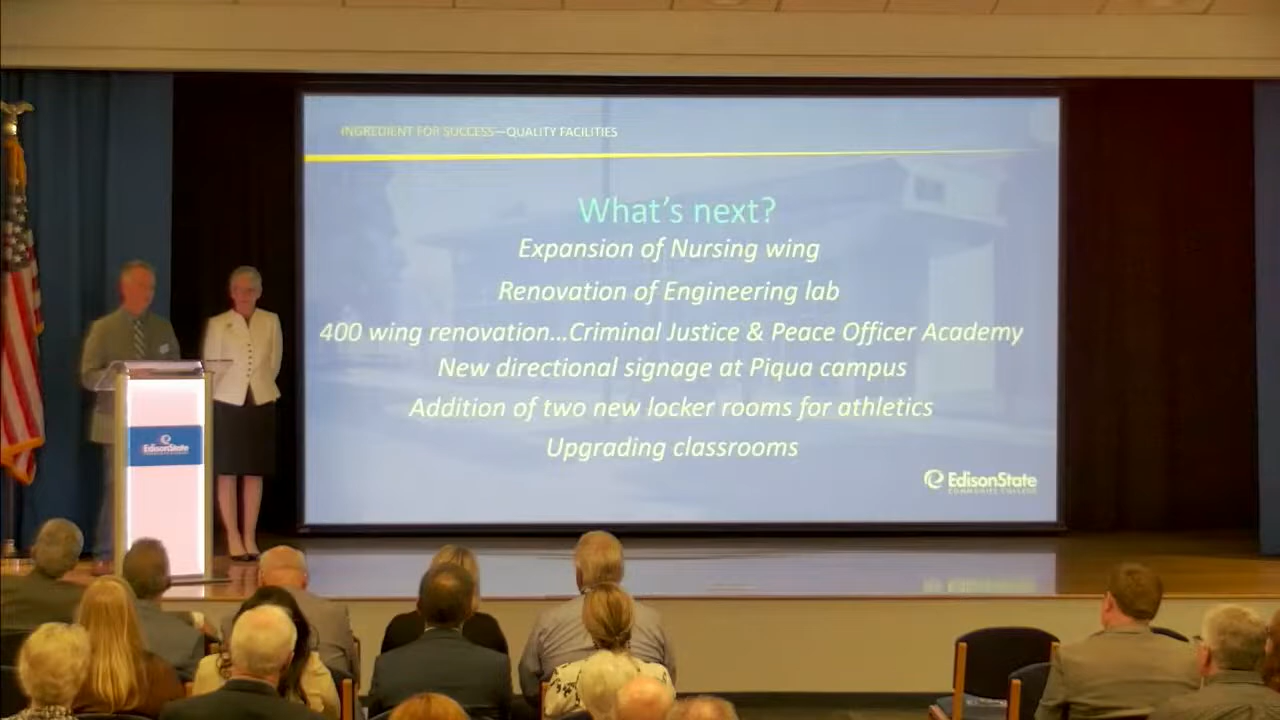 INGREDIENT FOR SUCCESS—QUALITY FACILITIES
What's next?
Expansion of Nursing wing
Renovation of Engineering lab
400 wing renovation...Criminal Justice & Peace Officer Academy
New directional signage at Piqua campus
Addition of two new locker rooms for athletics
Upgrading classrooms
EdisonState
COMMUNITY COLLEGE
EdisonState